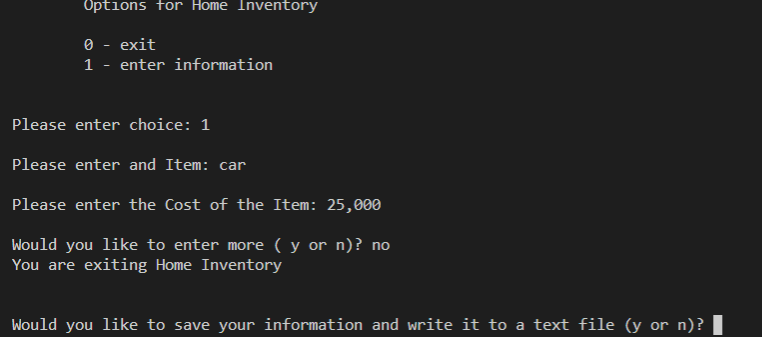 Options for Home Inventory
0 - exit
1 - enter information
Please enter choice: 1
Please enter and Item: car
Please enter the Cost of the Item: 25,000
Would you like to enter more ( y or n)? no
You are exiting Home Inventory
Would you like to save your information and write it to a text file (y or n)?